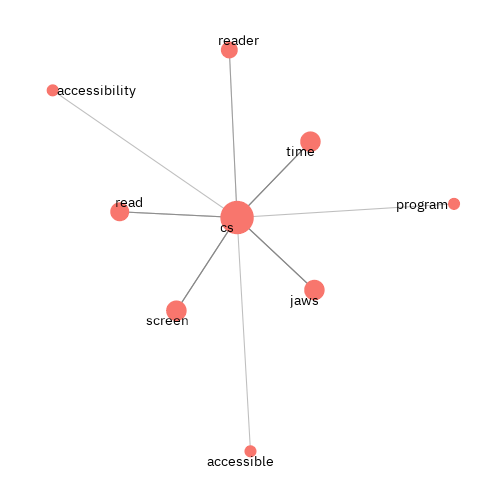 reader
accessibility
time
read
program
cs
jaws
screen
accessible